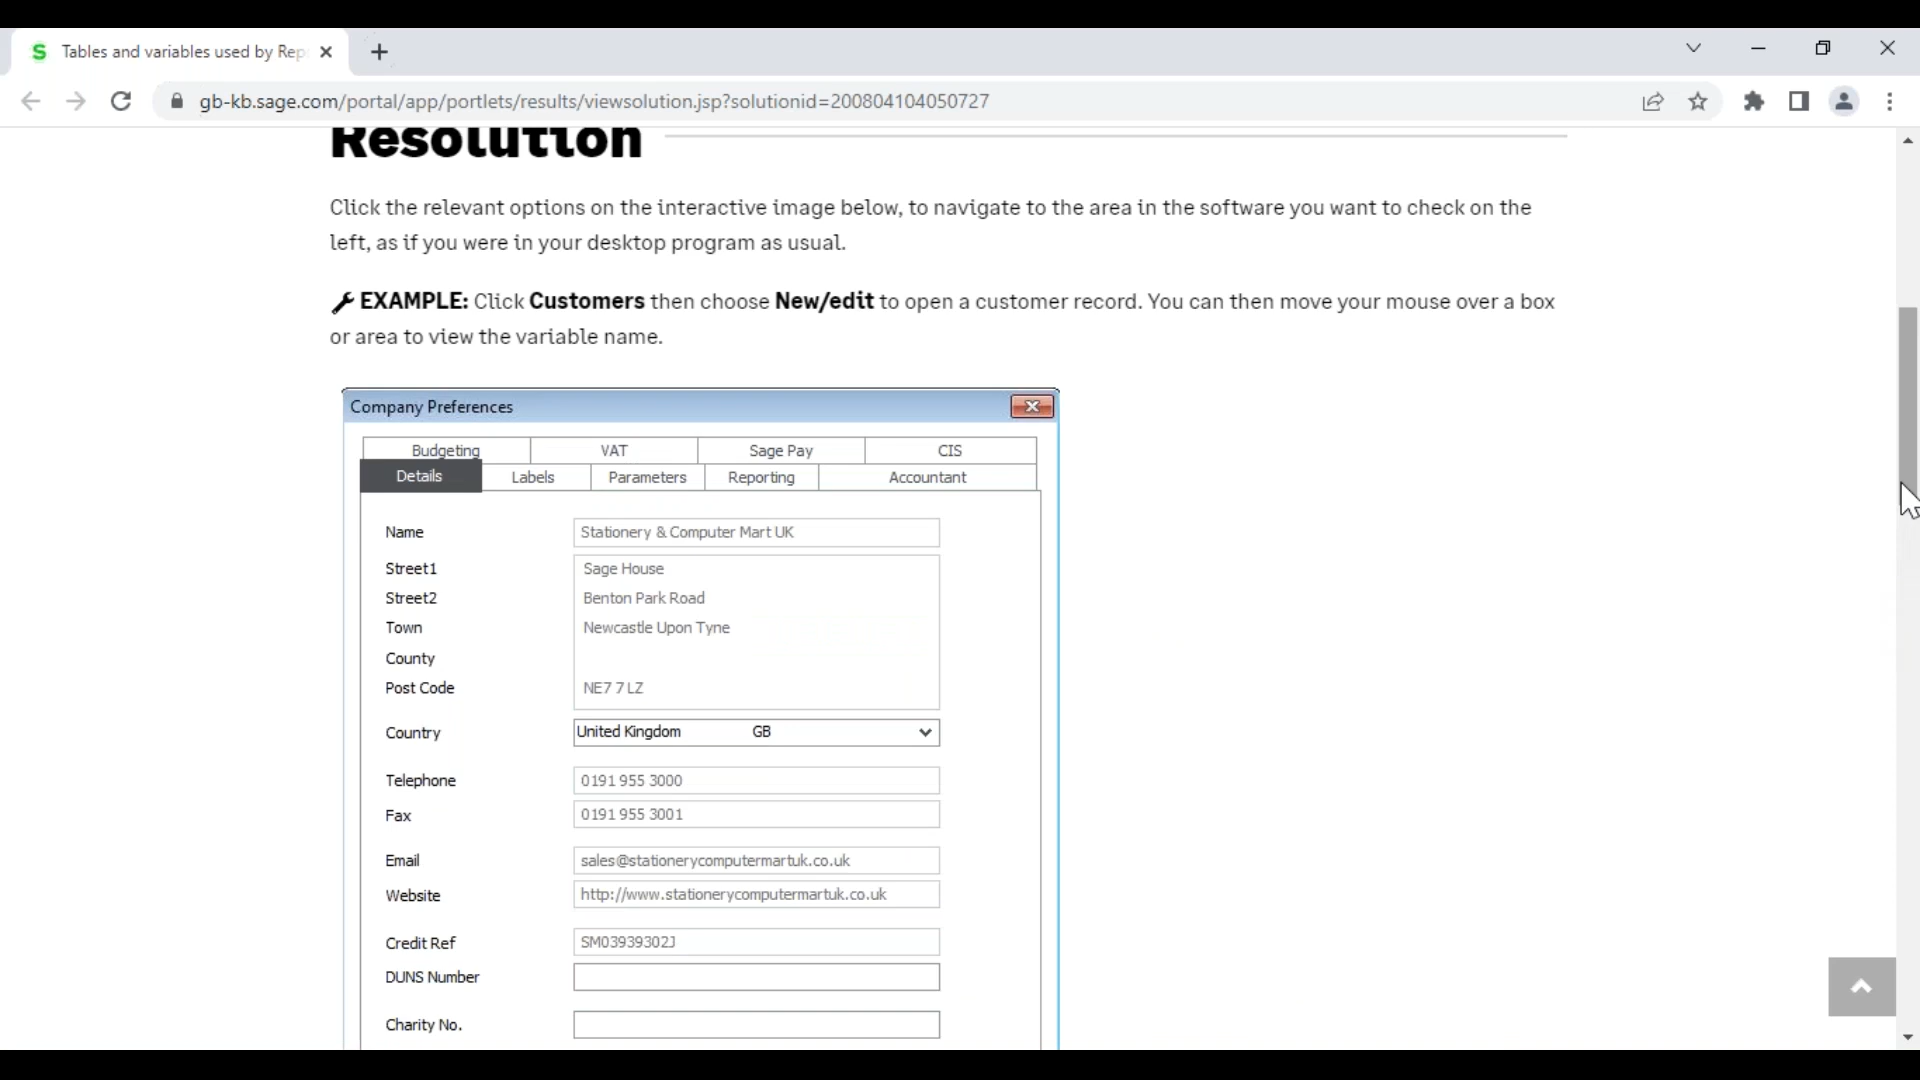 S Tables and variables used by Rep
gb-kb.sage.com/portal/app/portlets/results/viewsolution.jsp?solutionid=200804104050727
Resolution
Click the relevant options on the interactive image below, to navigate to the area in the software you want to check on the
left, as if you were in your desktop program as usual.
EXAMPLE: Click Customers then choose New/edit to open a customer record. You can then move your mouse over a box
or area to view the variable name.
Company Preferences
Budgeting VAT Sage Pay CIS
Details Labels Parameters Reporting Accountant
Name Stationery & Computer Mart UK
Street1 Sage House
Street2 Benton Park Road
Town Newcastle Upon Tyne
County
Post Code NE7 7 LZ
Country United Kingdom GB
Telephone 0191 955 3000
Fax 0191 955 3001
Email sales@stationerycomputermartuk.co.uk
Website http://www.stationerycomputermartuk.co.uk
Credit Ref SM03939302J
DUNS Number
Charity No.